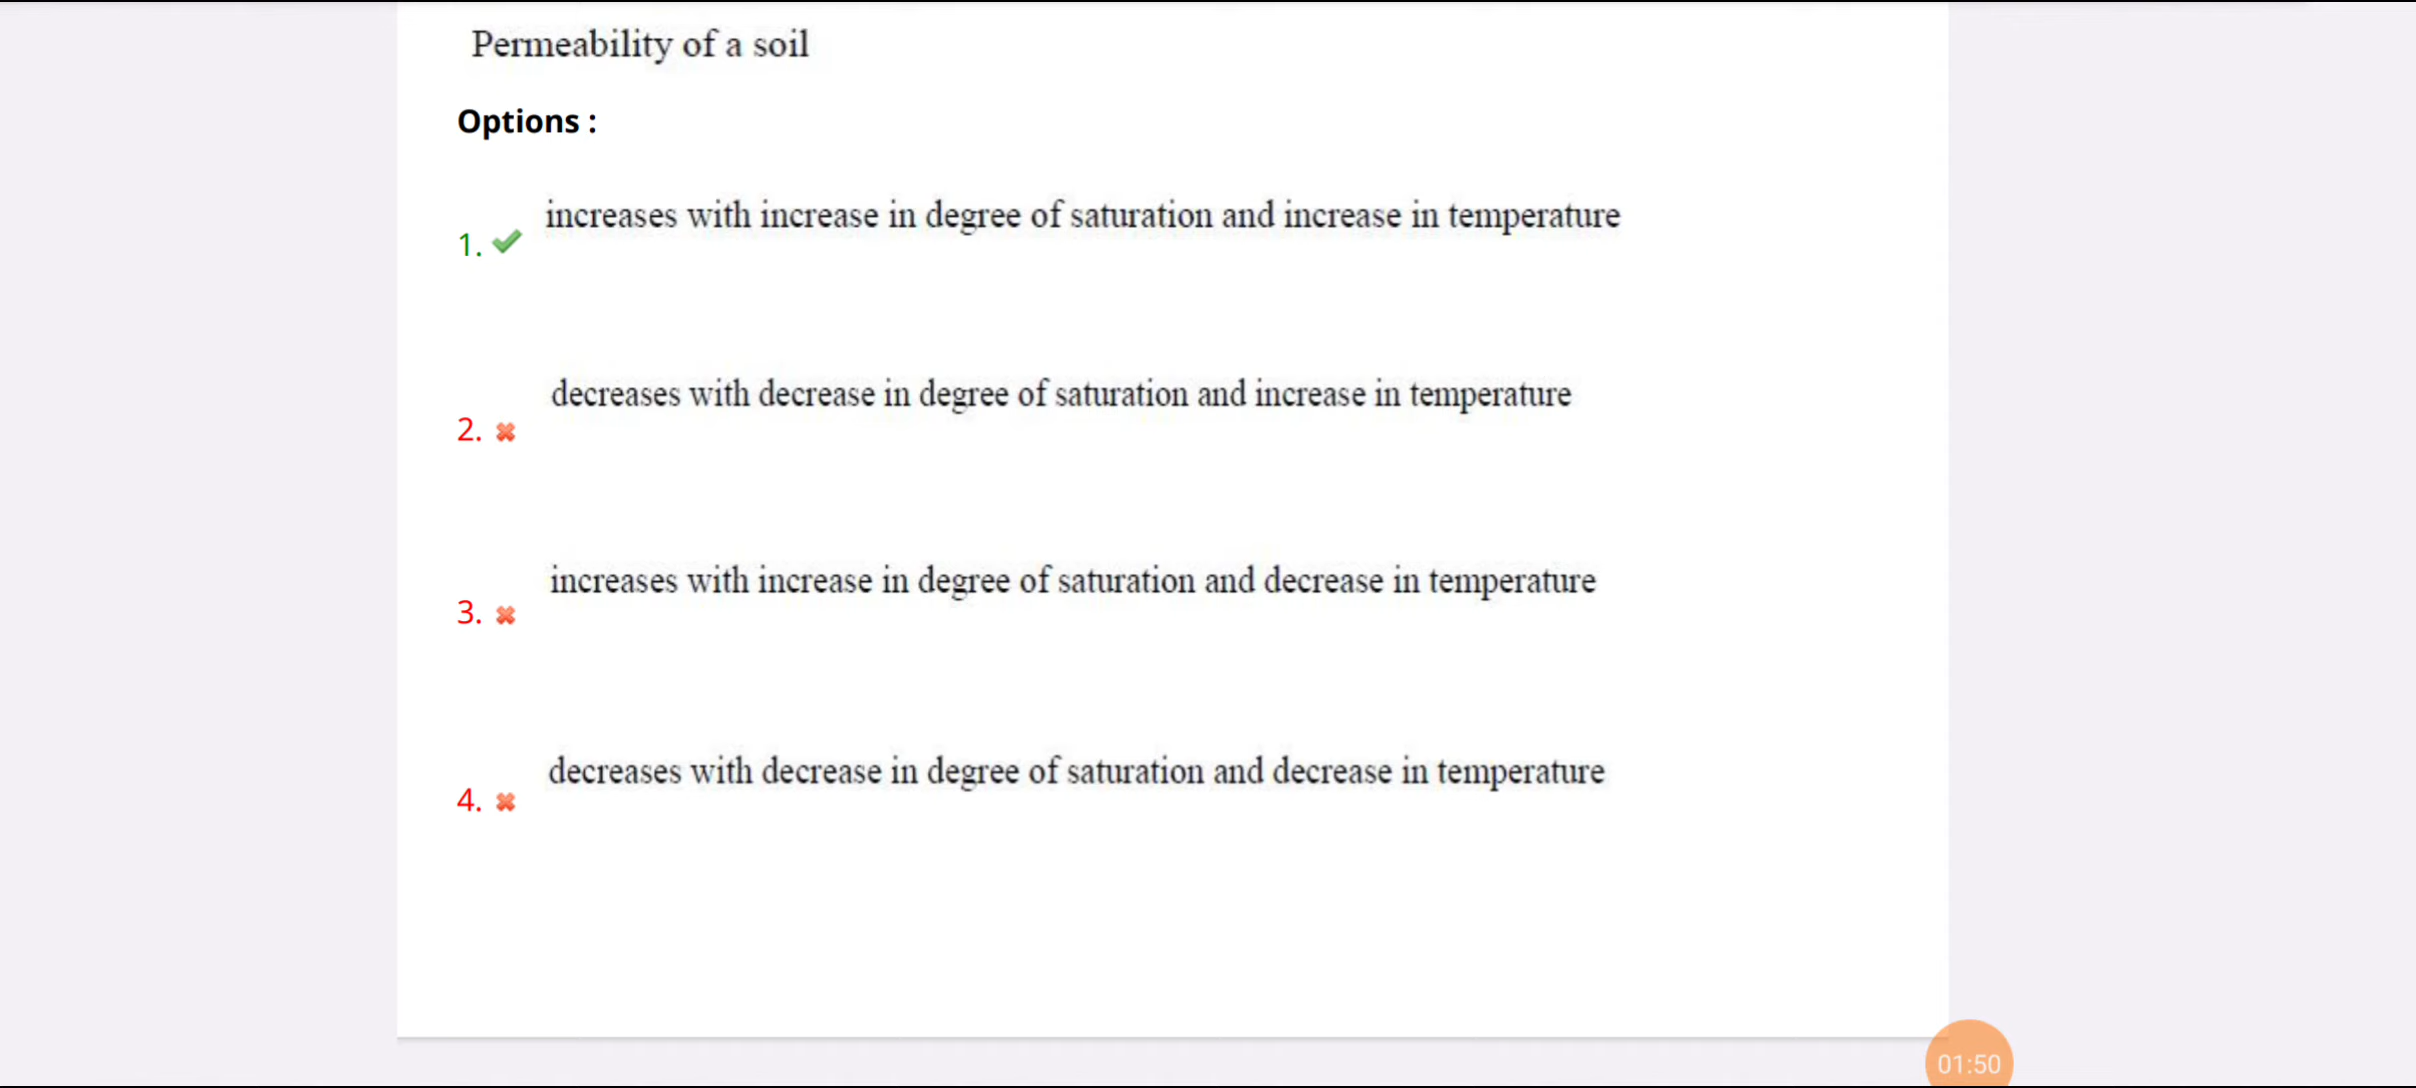 Permeability of a soil
Options :
1. increases with increase in degree of saturation and increase in temperature
2. decreases with decrease in degree of saturation and increase in temperature
3. increases with increase in degree of saturation and decrease in temperature
4. decreases with decrease in degree of saturation and decrease in temperature
01:50